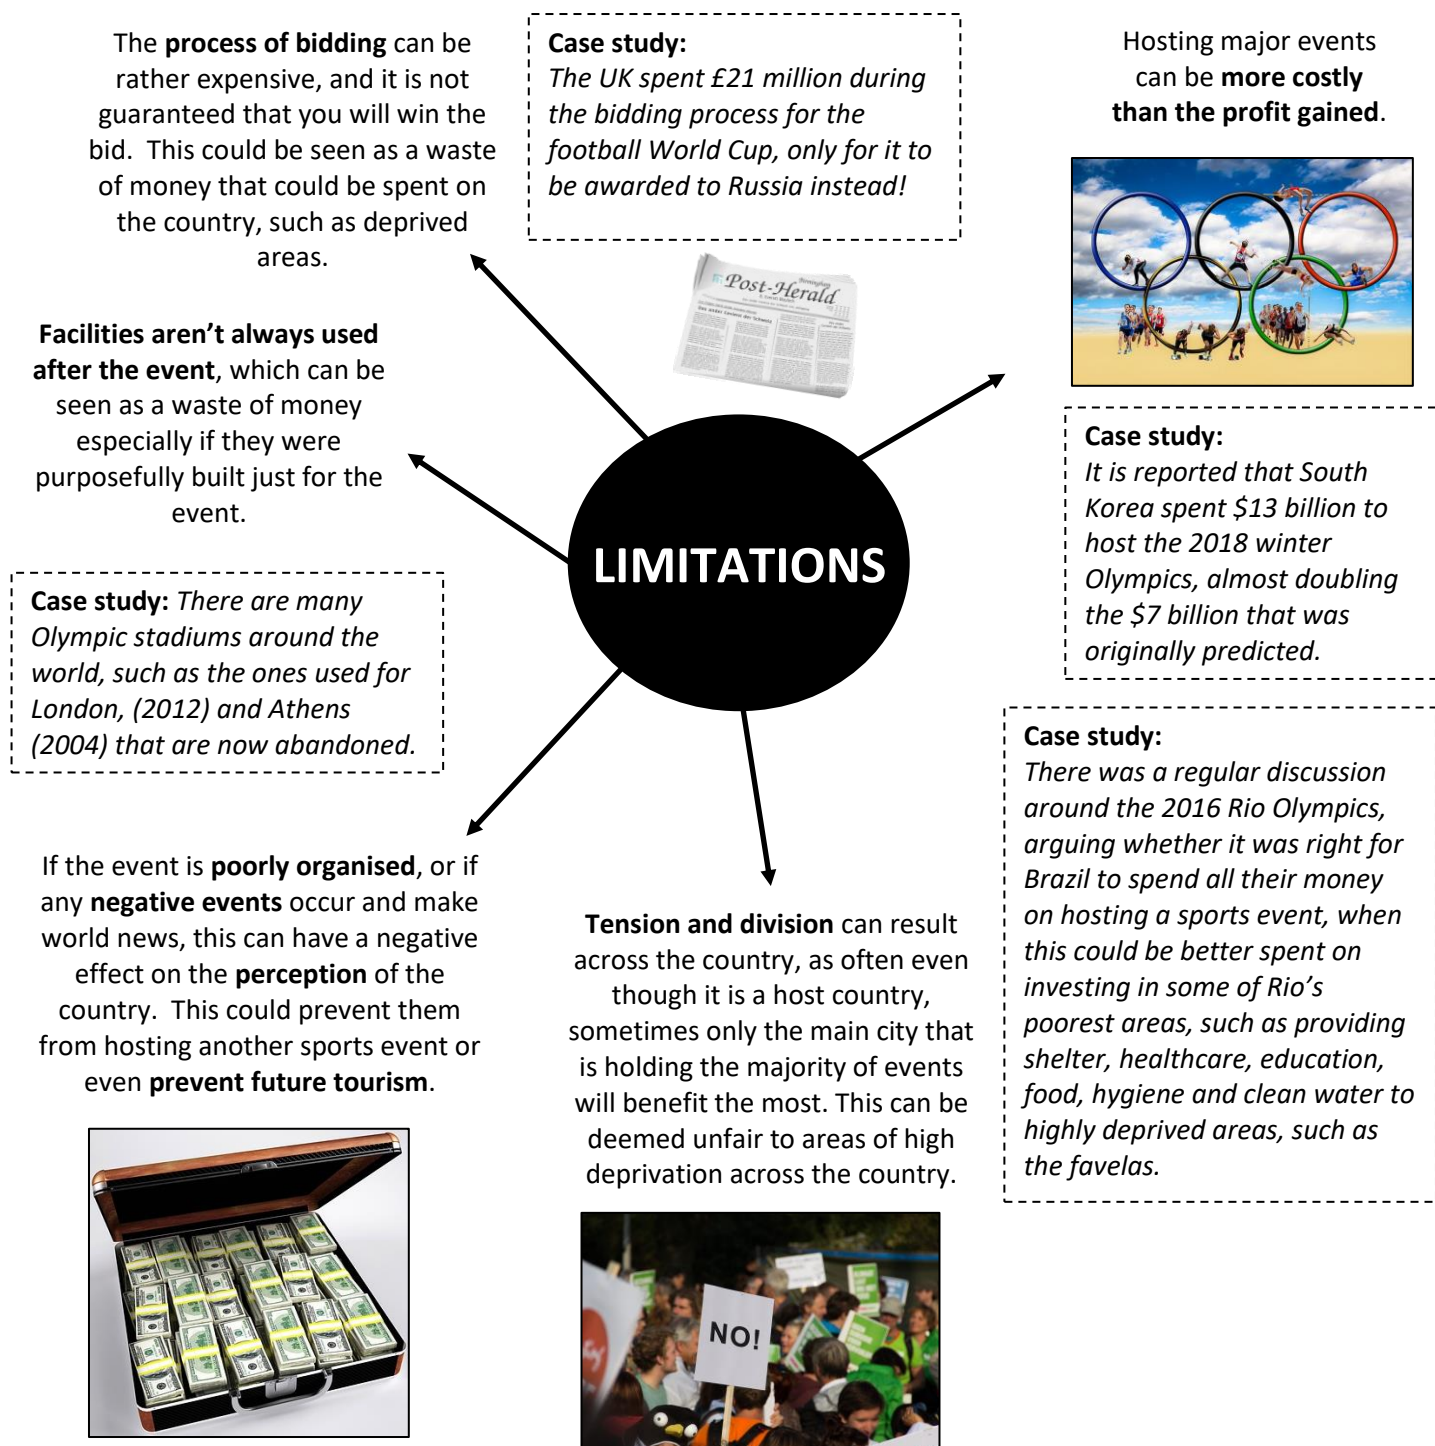 The process of bidding can be
rather expensive, and it is not
guaranteed that you will win the
bid.  This could be seen as a waste
of money that could be spent on
the country, such as deprived
areas.
Case study:
The UK spent £21 million during
the bidding process for the
football World Cup, only for it to
be awarded to Russia instead!
Hosting major events
can be more costly
than the profit gained.
Birmingham
Post-Herald
Facilities aren’t always used
after the event, which can be
seen as a waste of money
especially if they were
purposefully built just for the
event.
LIMITATIONS
Case study:
It is reported that South
Korea spent $13 billion to
host the 2018 winter
Olympics, almost doubling
the $7 billion that was
originally predicted.
Case study: There are many
Olympic stadiums around the
world, such as the ones used for
London, (2012) and Athens
(2004) that are now abandoned.
Case study:
There was a regular discussion
around the 2016 Rio Olympics,
arguing whether it was right for
Brazil to spend all their money
on hosting a sports event, when
this could be better spent on
investing in some of Rio’s
poorest areas, such as providing
shelter, healthcare, education,
food, hygiene and clean water to
highly deprived areas, such as
the favelas.
If the event is poorly organised, or if
any negative events occur and make
world news, this can have a negative
effect on the perception of the
country.  This could prevent them
from hosting another sports event or
even prevent future tourism.
Tension and division can result
across the country, as often even
though it is a host country,
sometimes only the main city that
is holding the majority of events
will benefit the most. This can be
deemed unfair to areas of high
deprivation across the country.
NO!